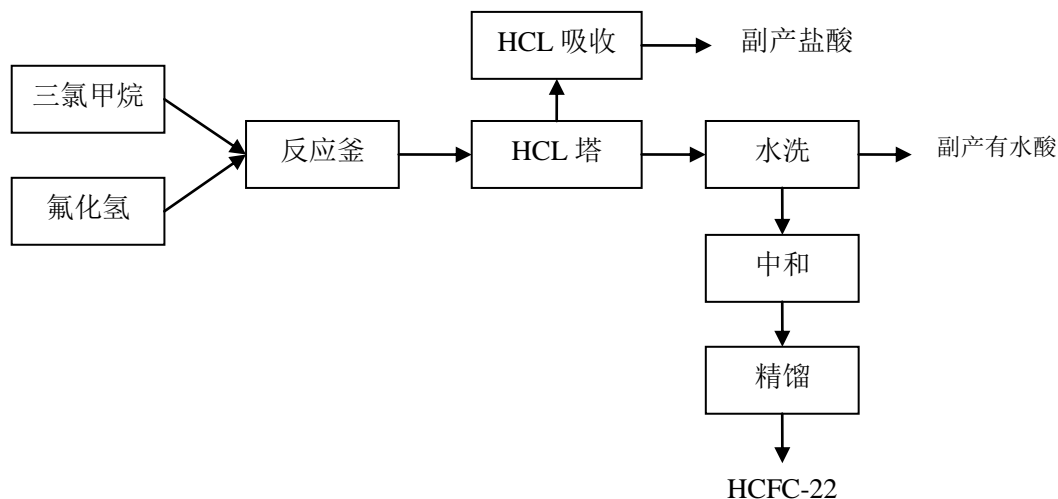 HCL 吸收
副产盐酸
三氯甲烷
反应釜
HCL 塔
水洗
副产有水酸
氟化氢
中和
精馏
HCFC-22